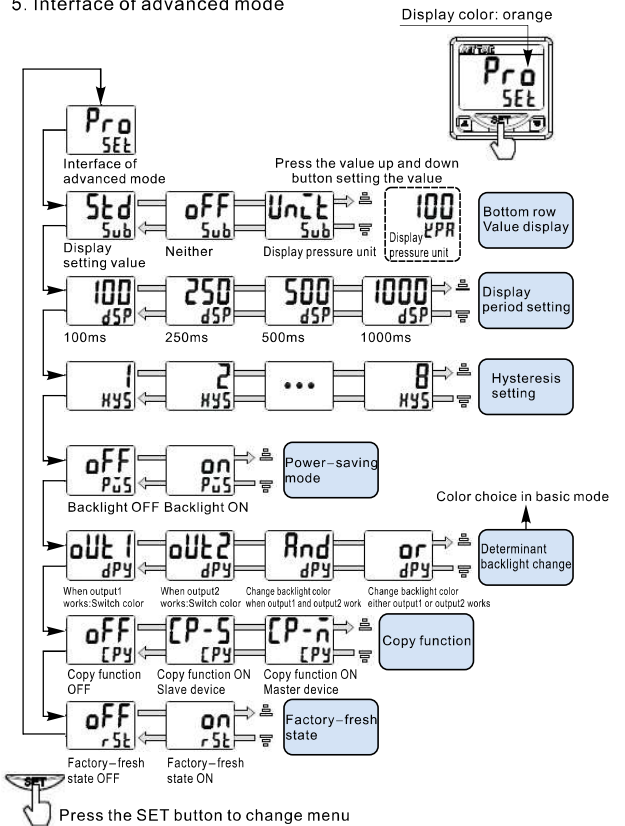 5. Interface of advanced mode
Display color: orange
Pro
SEt
SET
Pro
SEt
Interface of
advanced mode
Press the value up and down
button setting the value
Std
Sub
oFF
Sub
Unit
Sub
100
KPA
Display
pressure unit
Bottom row
Value display
Display
setting value
Neither
Display pressure unit
100
dSP
250
dSP
500
dSP
1000
dSP
Display
period setting
100ms
250ms
500ms
1000ms
1
HYS
2
HYS
•••
8
HYS
Hysteresis
setting
oFF
PWS
on
PWS
Power–saving
mode
Backlight OFF
Backlight ON
Color choice in basic mode
oUt 1
dPY
oUt2
dPY
And
dPY
or
dPY
Determinant
backlight change
When output1
works:Switch color
When output2
works:Switch color
Change backlight color
when output1 and output2 work
Change backlight color
either output1 or output2 works
oFF
CPY
CP-S
CPY
CP-m
CPY
Copy function
Copy function
OFF
Copy function ON
Slave device
Copy function ON
Master device
oFF
rSt
on
rSt
Factory–fresh
state
Factory–fresh
state OFF
Factory–fresh
state ON
SET
Press the SET button to change menu